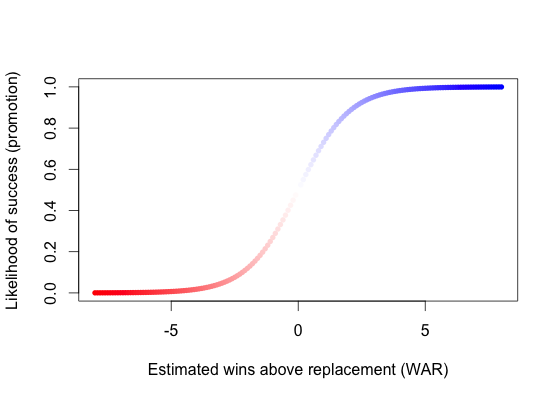 Likelihood of success (promotion)
1.0
0.8
0.6
0.4
0.2
0.0
-5 0 5
Estimated wins above replacement (WAR)